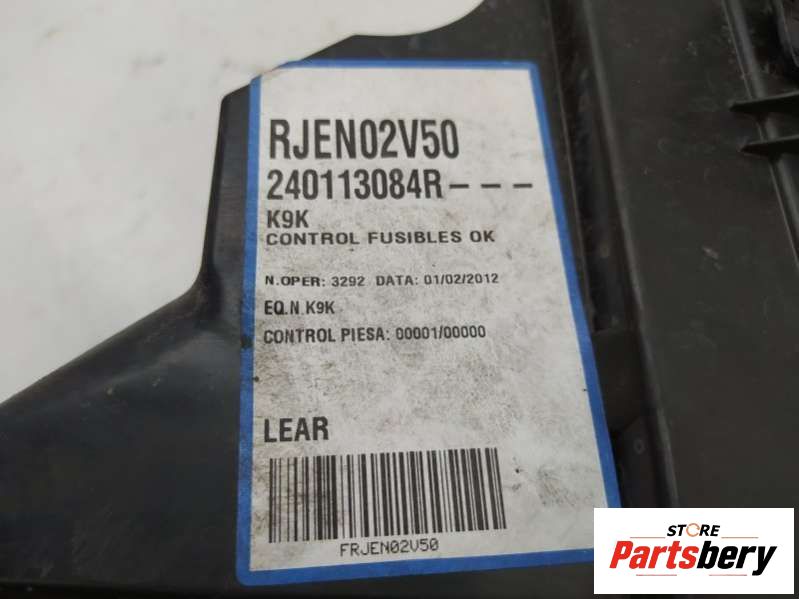 RJEN02V50
240113084R- - -
K9K
CONTROL FUSIBLES OK
N.OPER: 3292 DATA: 01/02/2012
EQ.N K9K
CONTROL PIESA: 00001/00000
LEAR
FRJEN02V50
STORE
Partsbery